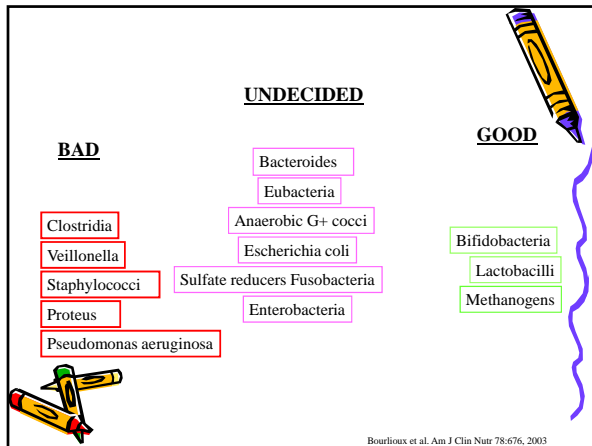 UNDECIDED
BAD
GOOD
Bacteroides
Eubacteria
Anaerobic G+ cocci
Escherichia coli
Sulfate reducers Fusobacteria
Enterobacteria
Clostridia
Veillonella
Staphylococci
Proteus
Pseudomonas aeruginosa
Bifidobacteria
Lactobacilli
Methanogens
Bourlioux et al. Am J Clin Nutr 78:676, 2003